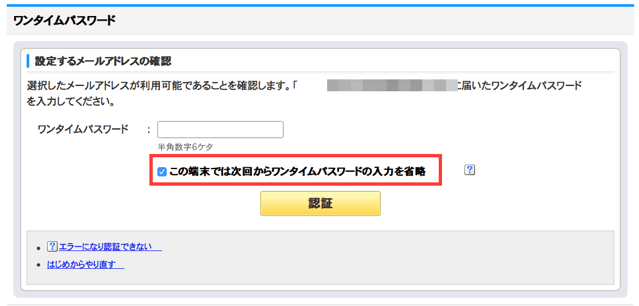 ワンタイムパスワード
設定するメールアドレスの確認
選択したメールアドレスが利用可能であることを確認します。「 に届いたワンタイムパスワード
を入力してください。
ワンタイムパスワード :
半角数字6ケタ
この端末では次回からワンタイムパスワードの入力を省略 ?
認証
? エラーになり認証できない
はじめからやり直す